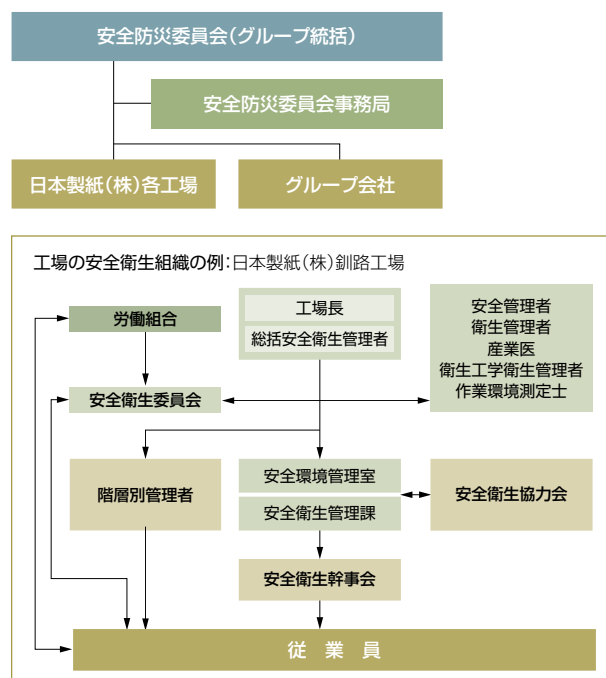 安全防災委員会（グループ統括）
安全防災委員会事務局
日本製紙（株）各工場
グループ会社
工場の安全衛生組織の例：日本製紙（株）釧路工場
労働組合
工場長
総括安全衛生管理者
安全管理者
衛生管理者
産業医
衛生工学衛生管理者
作業環境測定士
安全衛生委員会
階層別管理者
安全環境管理室
安全衛生管理課
安全衛生協力会
安全衛生幹事会
従業員